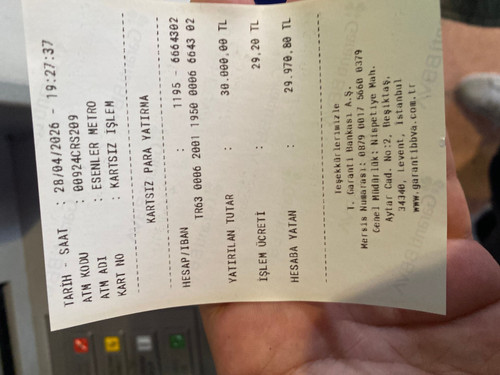 TARİH - SAAT : 28/04/2026 - 19:27:37
ATM KODU : 00924CRS209
ATM ADI : ESENLER METRO
KART NO : KARTSIZ İŞLEM
KARTSIZ PARA YATIRMA
HESAP/IBAN : 1195 - 6664302
TR63 0006 2001 1950 0006 6643 02
YATIRILAN TUTAR : 30.000,00 TL
İŞLEM ÜCRETİ : 29.20 TL
HESABA YATAN : 29.970.80 TL
Teşekkürlerimizle
T. Garanti Bankası A.Ş.
Mersis Numarası: 0879 0017 5660 0379
Genel Müdürlük: Nispetiye Mah.
Aytar Cad. No:2, Beşiktaş,
34340, Levent, İstanbul
www.garantibbva.com.tr